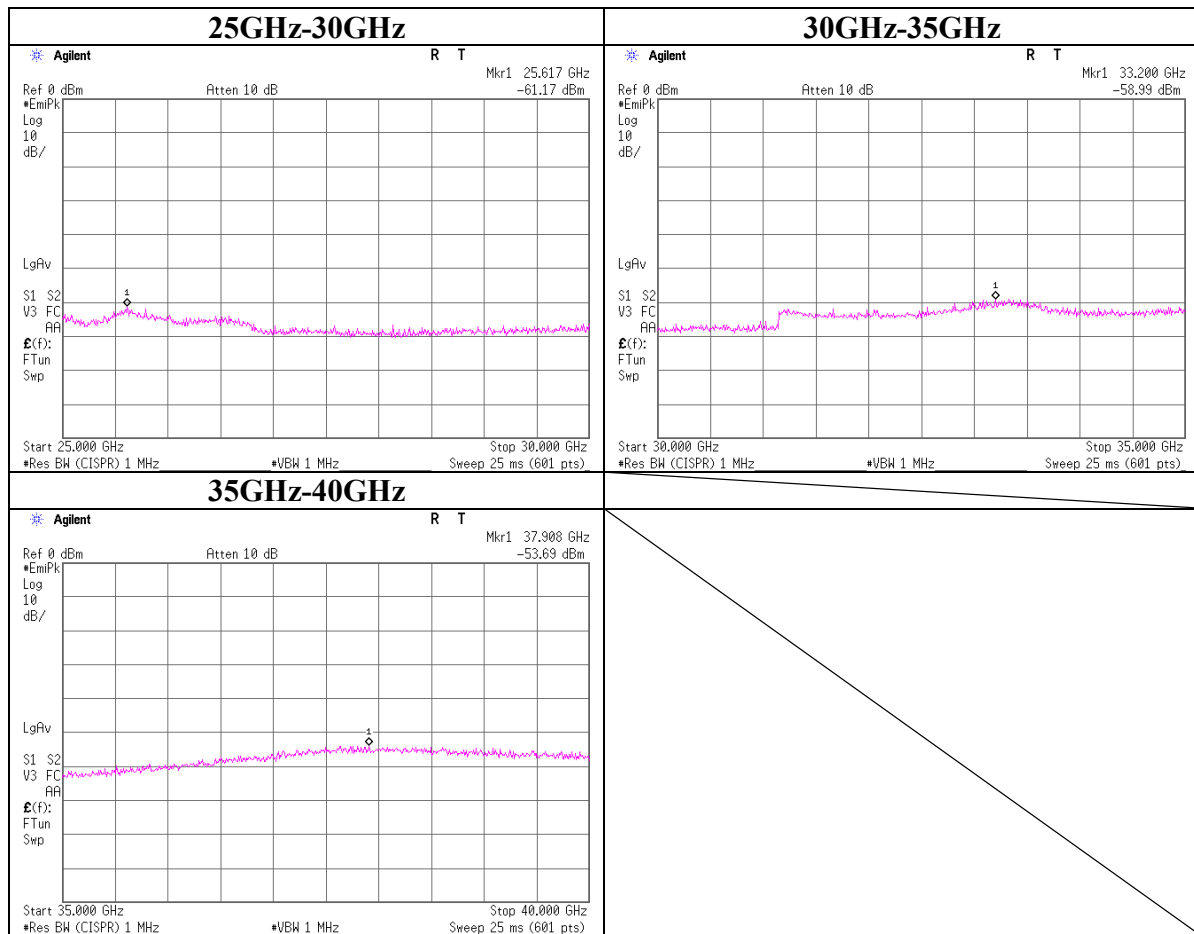 25GHz-30GHz
Agilent R T
Mkr1 25.617 GHz
Ref 0 dBm Atten 10 dB -61.17 dBm
#EmiPk
Log
10
dB/
1
LgAv
S1 S2
V3 FC
AA
£(f):
FTun
Swp
Start 25.000 GHz Stop 30.000 GHz
#Res BW (CISPR) 1 MHz #VBW 1 MHz Sweep 25 ms (601 pts)
30GHz-35GHz
Agilent R T
Mkr1 33.200 GHz
Ref 0 dBm Atten 10 dB -58.99 dBm
#EmiPk
Log
10
dB/
1
LgAv
S1 S2
V3 FC
AA
£(f):
FTun
Swp
Start 30.000 GHz Stop 35.000 GHz
#Res BW (CISPR) 1 MHz #VBW 1 MHz Sweep 25 ms (601 pts)
35GHz-40GHz
Agilent R T
Mkr1 37.908 GHz
Ref 0 dBm Atten 10 dB -53.69 dBm
#EmiPk
Log
10
dB/
1
LgAv
S1 S2
V3 FC
AA
£(f):
FTun
Swp
Start 35.000 GHz Stop 40.000 GHz
#Res BW (CISPR) 1 MHz #VBW 1 MHz Sweep 25 ms (601 pts)